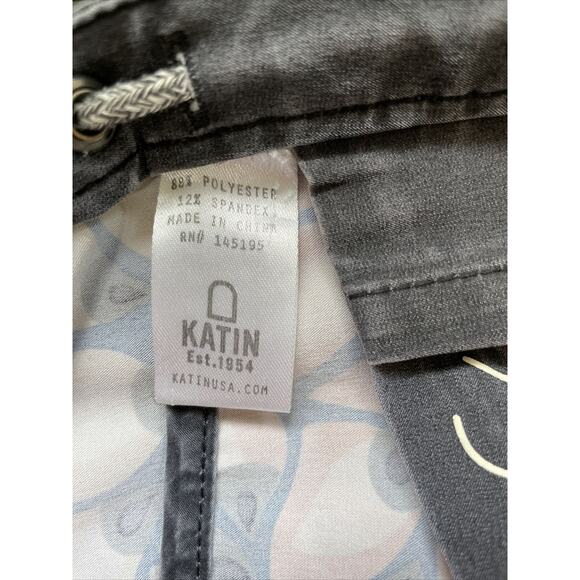 88% POLYESTER
12% SPANDEX
MADE IN CHINA
RN# 145195
KATIN
Est.1954
KATINUSA.COM